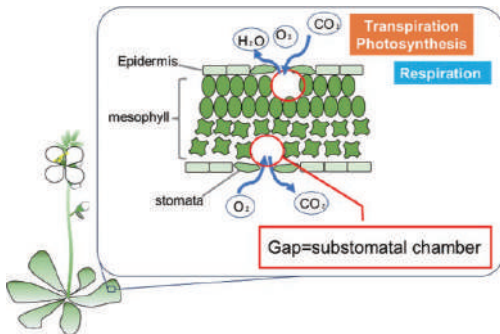 H₂O
O₂
CO₂
Transpiration
Photosynthesis
Respiration
Epidermis
mesophyll
stomata
O₂
CO₂
Gap=substomatal chamber